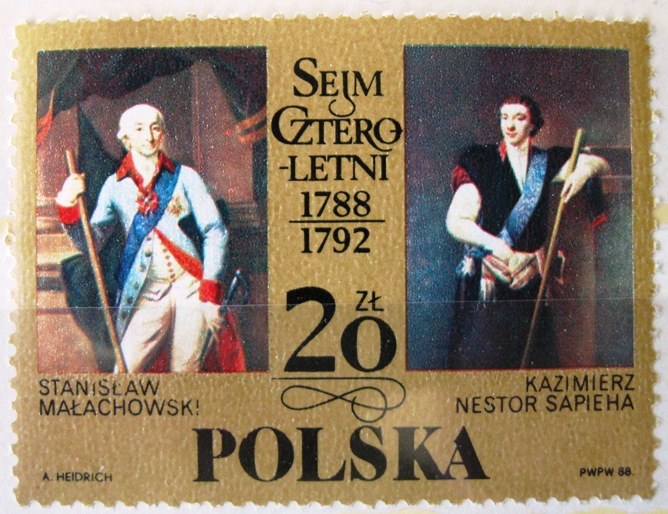 SEJM
CZTERO
-LETNI
1788
1792
20 ZŁ
STANISŁAW
MAŁACHOWSKI
KAZIMIERZ
NESTOR SAPIEHA
POLSKA
A. HEIDRICH
PWPW 88.